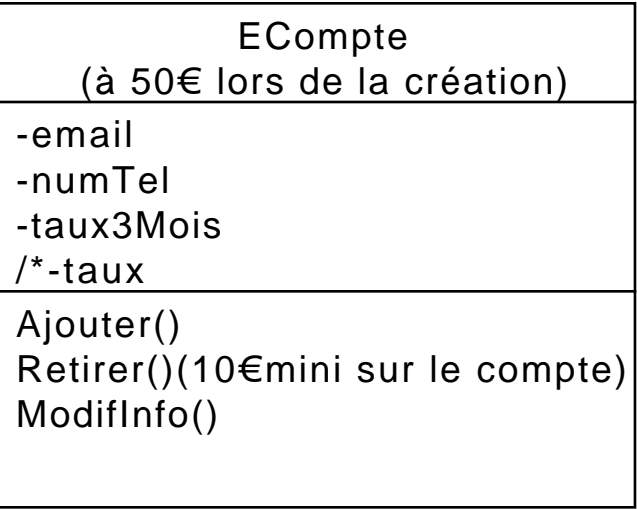 ECompte
(à 50€ lors de la création)
-email
-numTel
-taux3Mois
/*-taux
Ajouter()
Retirer()(10€mini sur le compte)
ModifInfo()